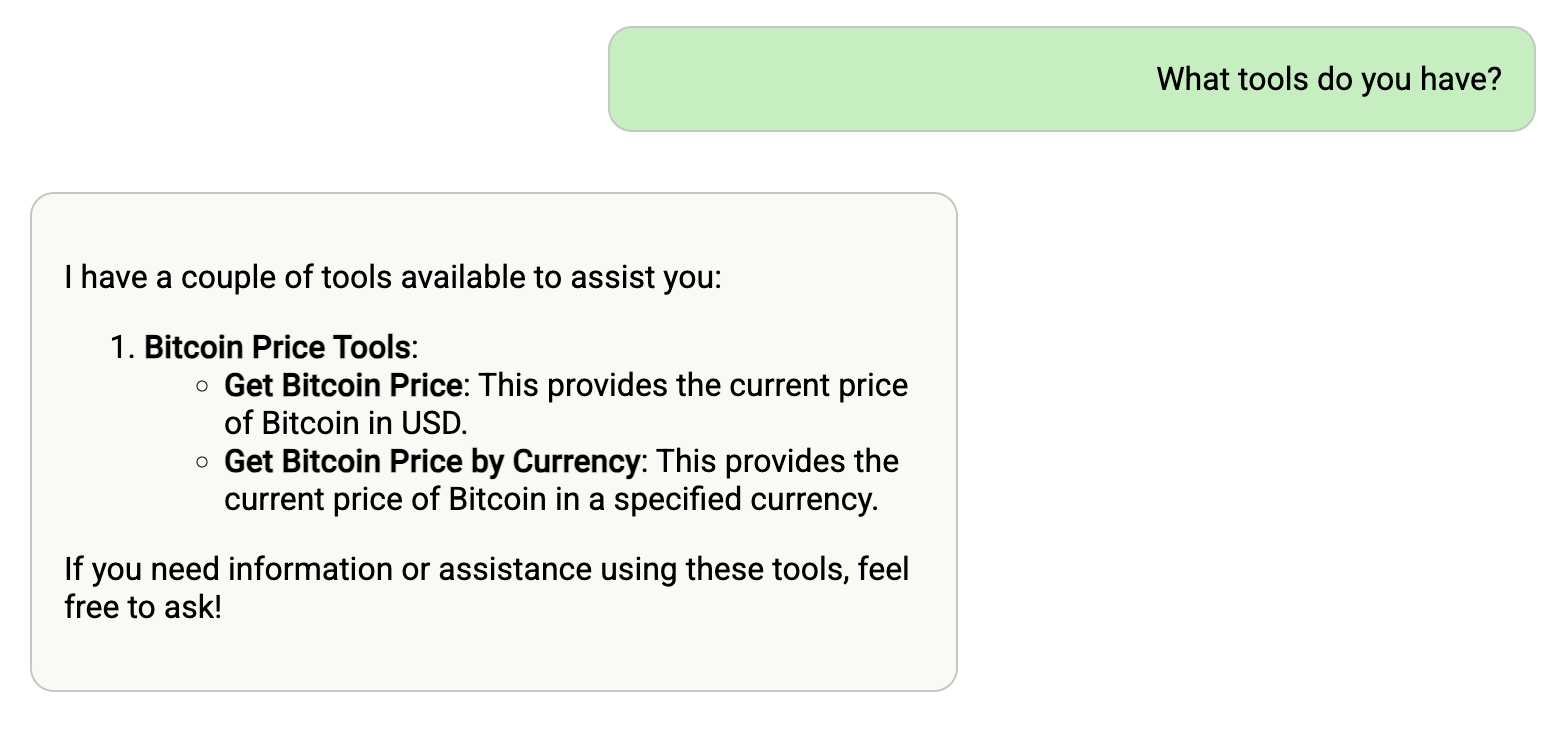 What tools do you have?
I have a couple of tools available to assist you:
1. Bitcoin Price Tools:
○ Get Bitcoin Price: This provides the current price
of Bitcoin in USD.
○ Get Bitcoin Price by Currency: This provides the
current price of Bitcoin in a specified currency.
If you need information or assistance using these tools, feel
free to ask!